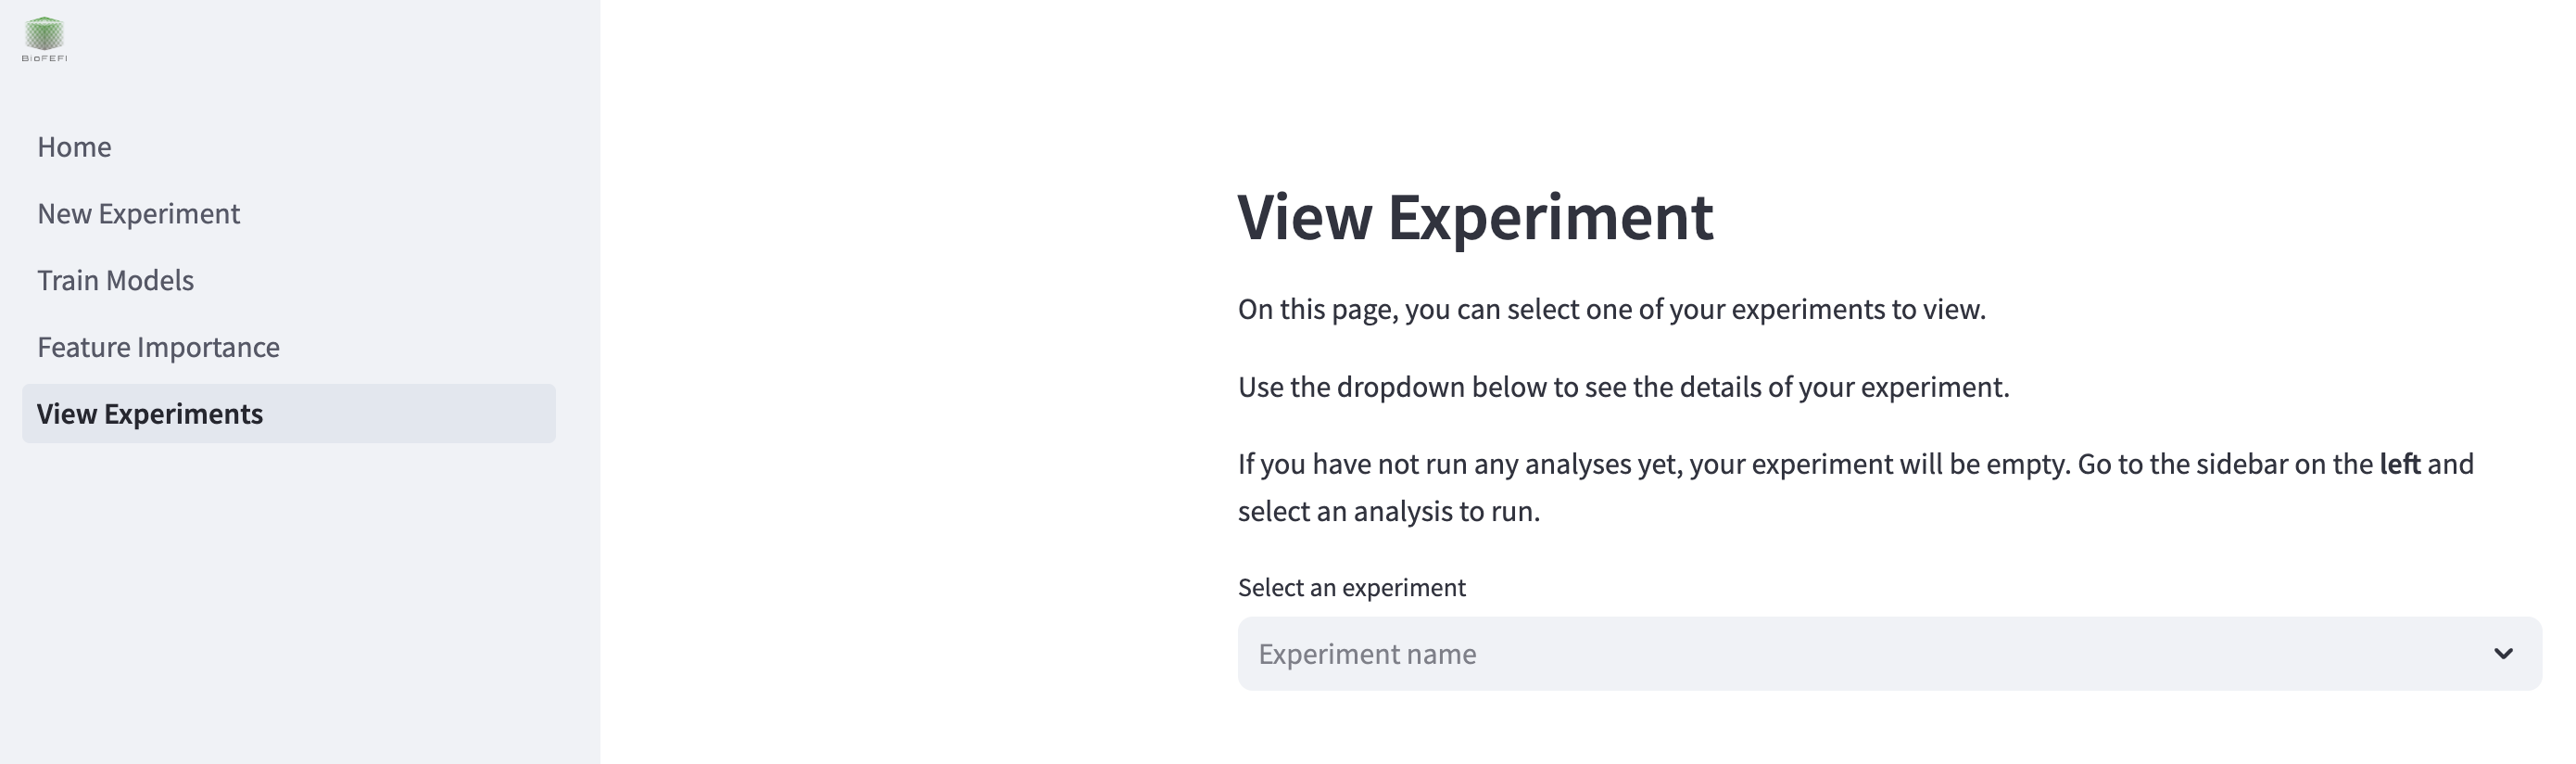 BioFEFI
Home
New Experiment
Train Models
Feature Importance
View Experiments
View Experiment
On this page, you can select one of your experiments to view.
Use the dropdown below to see the details of your experiment.
If you have not run any analyses yet, your experiment will be empty. Go to the sidebar on the left and
select an analysis to run.
Select an experiment
Experiment name